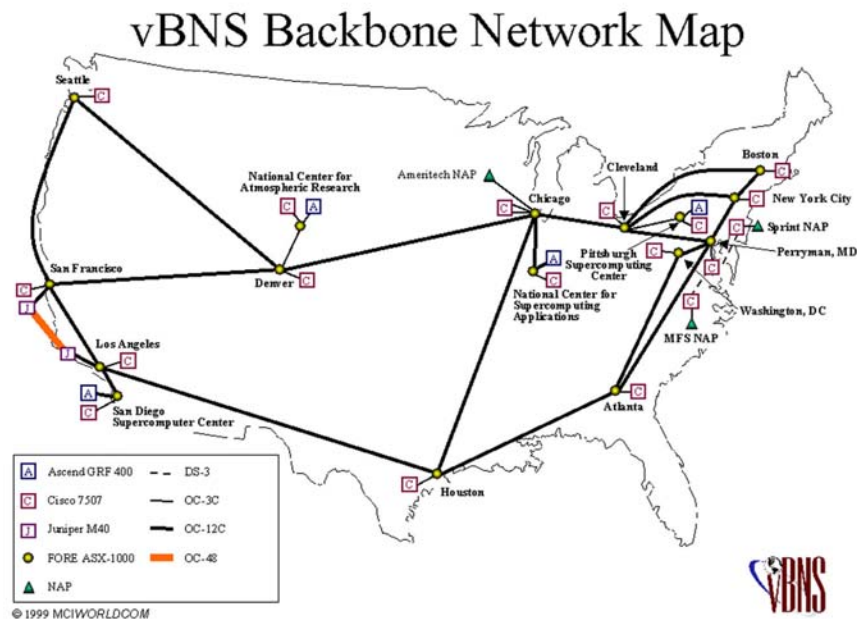 vBNS Backbone Network Map
Seattle
C
National Center for
Atmospheric Research
C
A
Ameritech NAP
Chicago
C
Cleveland
C
Boston
C
New York City
C
A
C
Sprint NAP
C
Pittsburgh
Supercomputing
Center
C
Perryman, MD
C
San Francisco
C
J
Denver
C
A
C
National Center for
Supercomputing
Applications
Washington, DC
C
MFS NAP
Los Angeles
J
C
A
C
San Diego
Supercomputer Center
Atlanta
C
C
Houston
A Ascend GRF 400
C Cisco 7507
J Juniper M40
FORE ASX-1000
NAP
DS-3
OC-3C
OC-12C
OC-48
© 1999 MCIWORLDCOM
vBNS